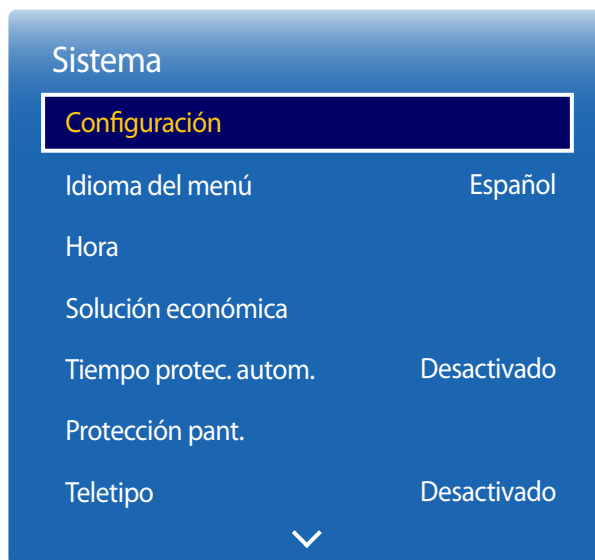 Sistema
Configuración
Idioma del menú Español
Hora
Solución económica
Tiempo protec. autom. Desactivado
Protección pant.
Teletipo Desactivado